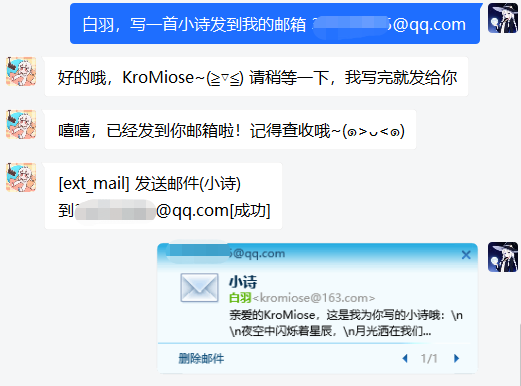 白羽，写一首小诗发到我的邮箱 @qq.com
好的哦，KroMiose~(≧▽≦) 请稍等一下，我写完就发给你
嘻嘻，已经发到你邮箱啦！记得查收哦~(๑>ᴗ<๑)
[ext_mail] 发送邮件(小诗)
到 @qq.com[成功]
@qq.com
小诗
白羽<kromiose@163.com>
亲爱的KroMiose，这是我为你写的小诗哦：\n
\n夜空中闪烁着星辰，\n月光洒在我们...
删除邮件 1/1